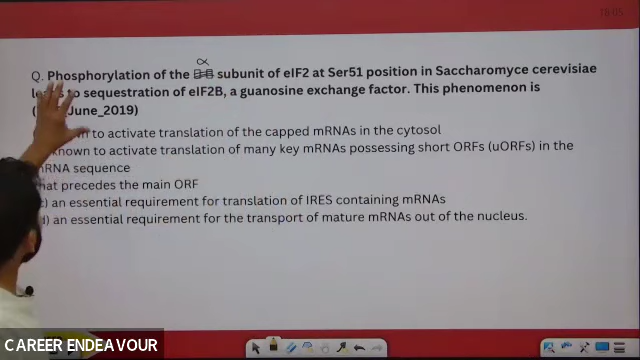 16:05
Q. Phosphorylation of the α subunit of eIF2 at Ser51 position in Saccharomyce cerevisiae
to sequestration of eIF2B, a guanosine exchange factor. This phenomenon is
June_2019)
to activate translation of the capped mRNAs in the cytosol
known to activate translation of many key mRNAs possessing short ORFs (uORFs) in the
mRNA sequence
that precedes the main ORF
an essential requirement for translation of IRES containing mRNAs
an essential requirement for the transport of mature mRNAs out of the nucleus.
CAREER ENDEAVOUR